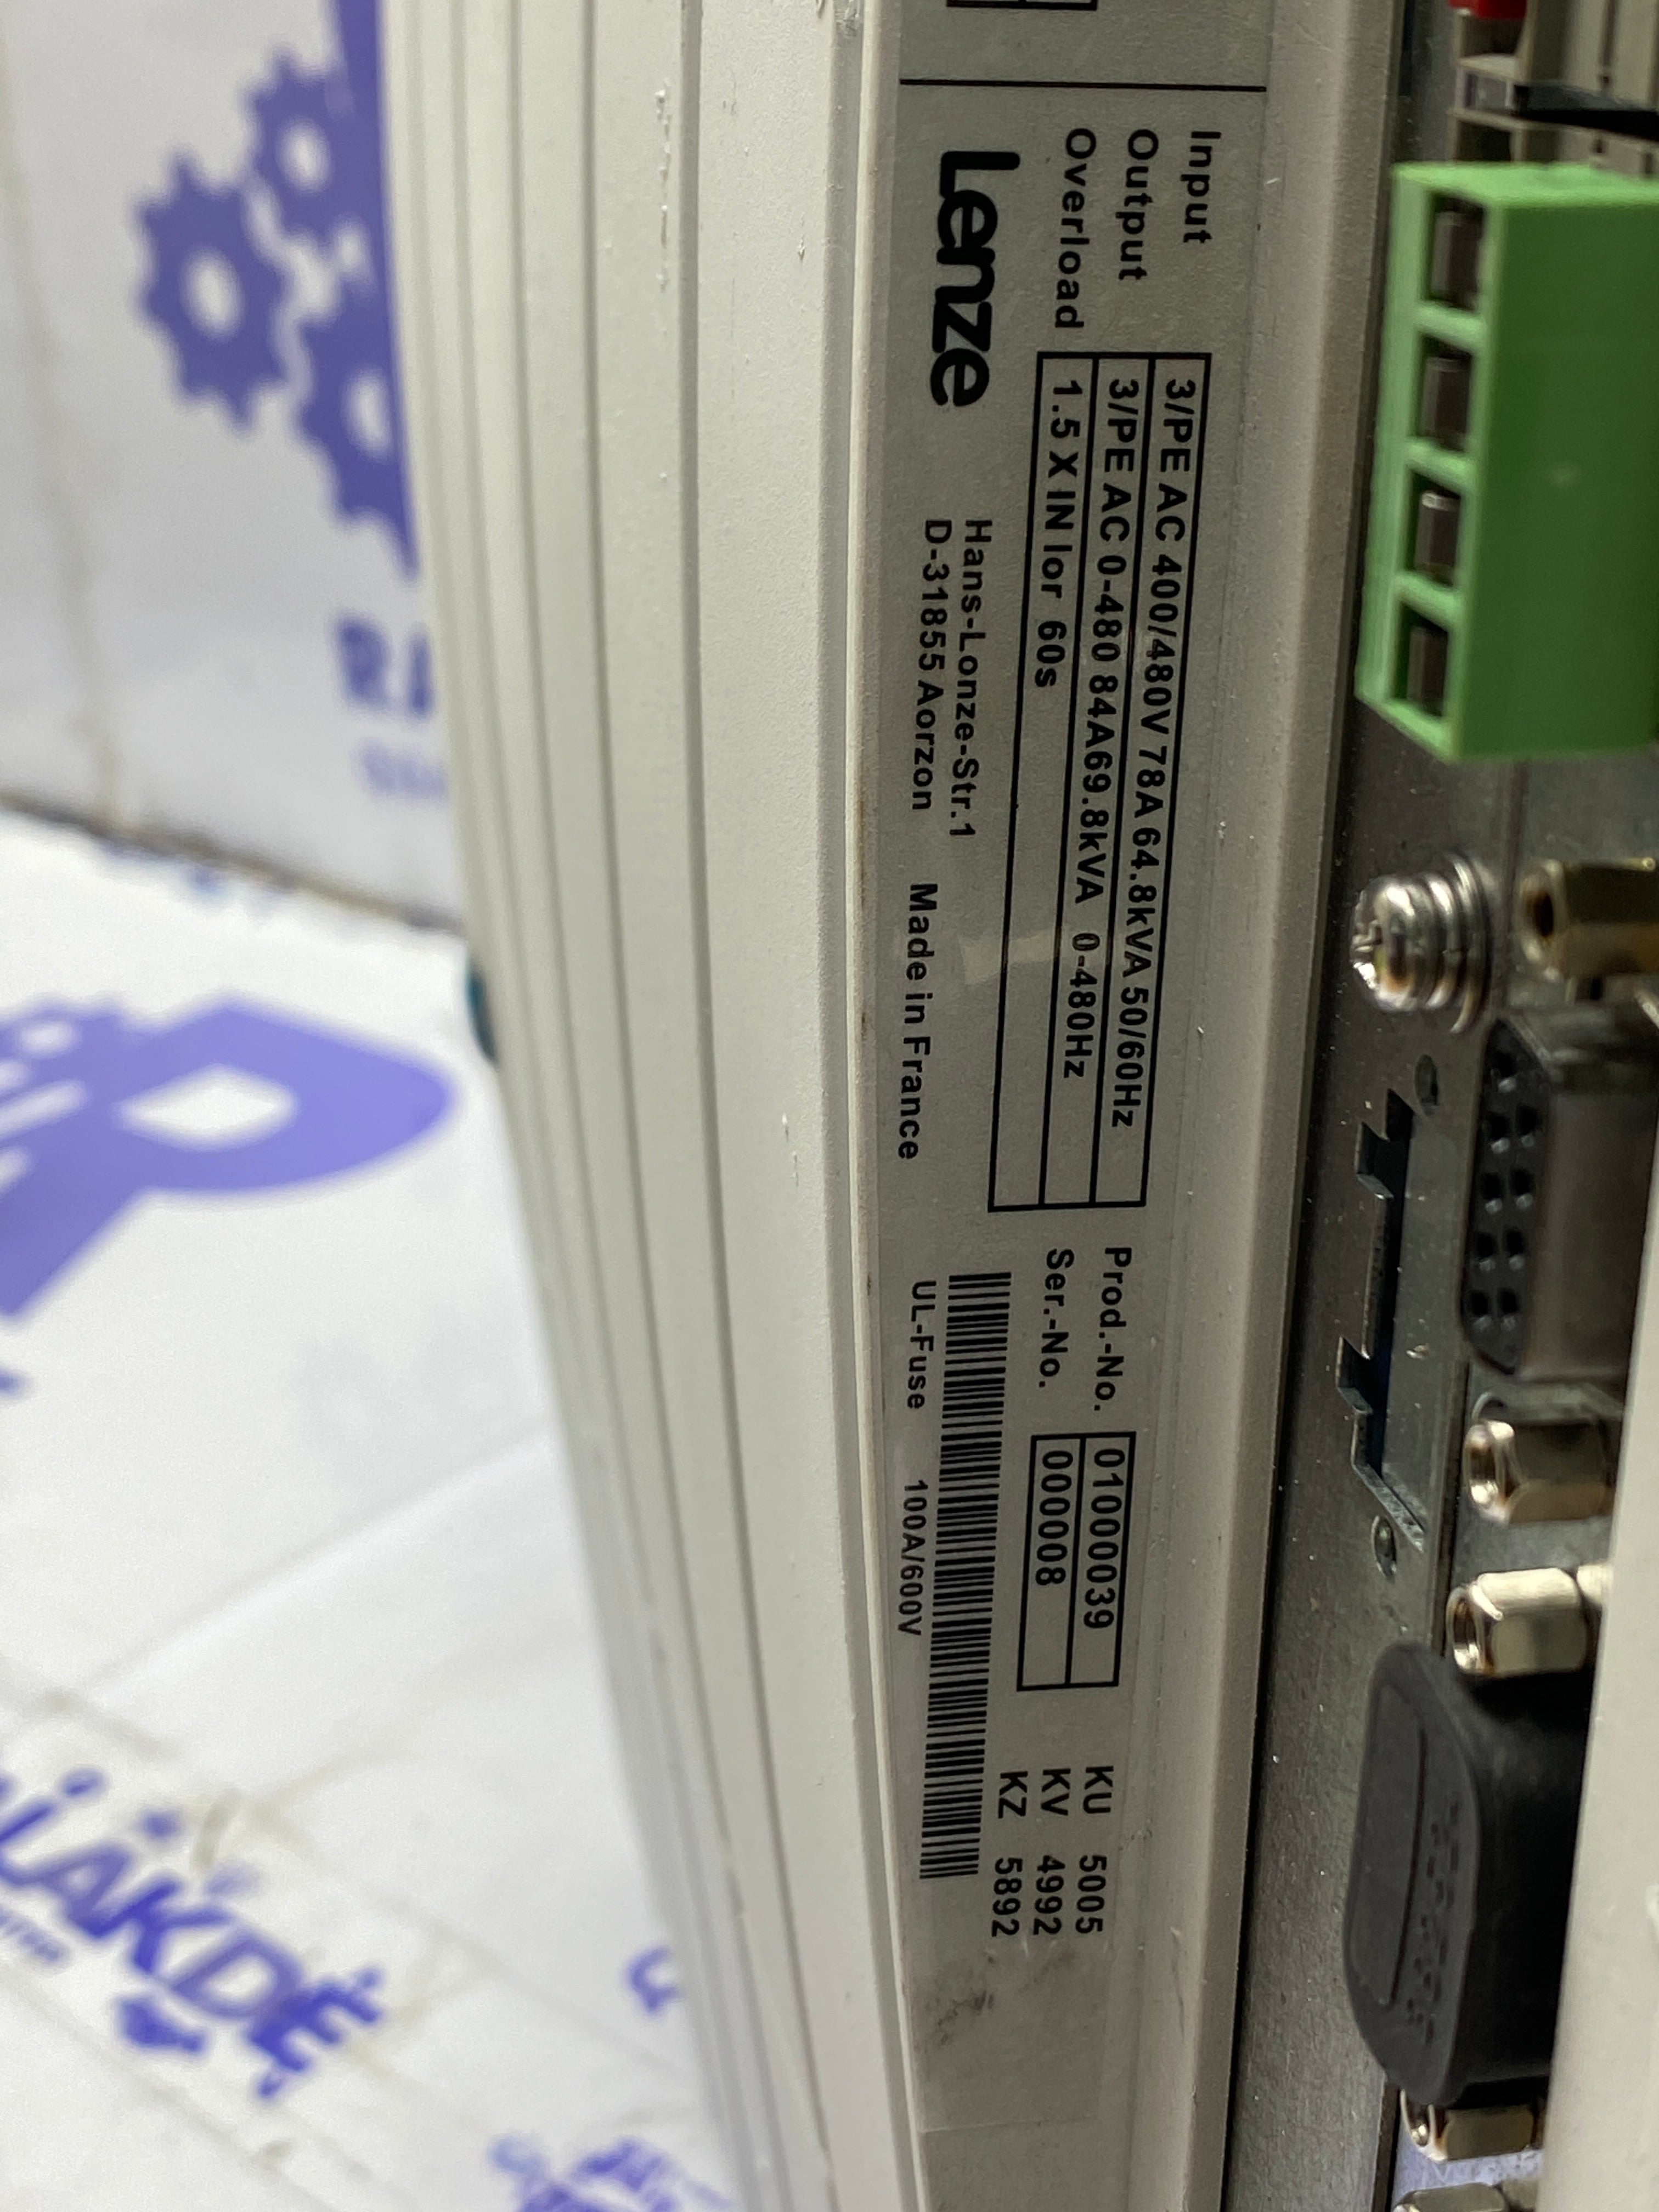 Input 3/PE AC 400/480V 78A 64.8kVA 50/60Hz
Output 3/PE AC 0-480 84A69.8kVA 0-480Hz
Overload 1.5 X IN Ior 60s
Lenze
Hans-Lonze-Str.1
D-31855 Aorzon Made in France
Prod.-No. 01000039
Ser.-No. 000008
UL-Fuse 100A/600V
KU 5005
KV 4992
KZ 5892